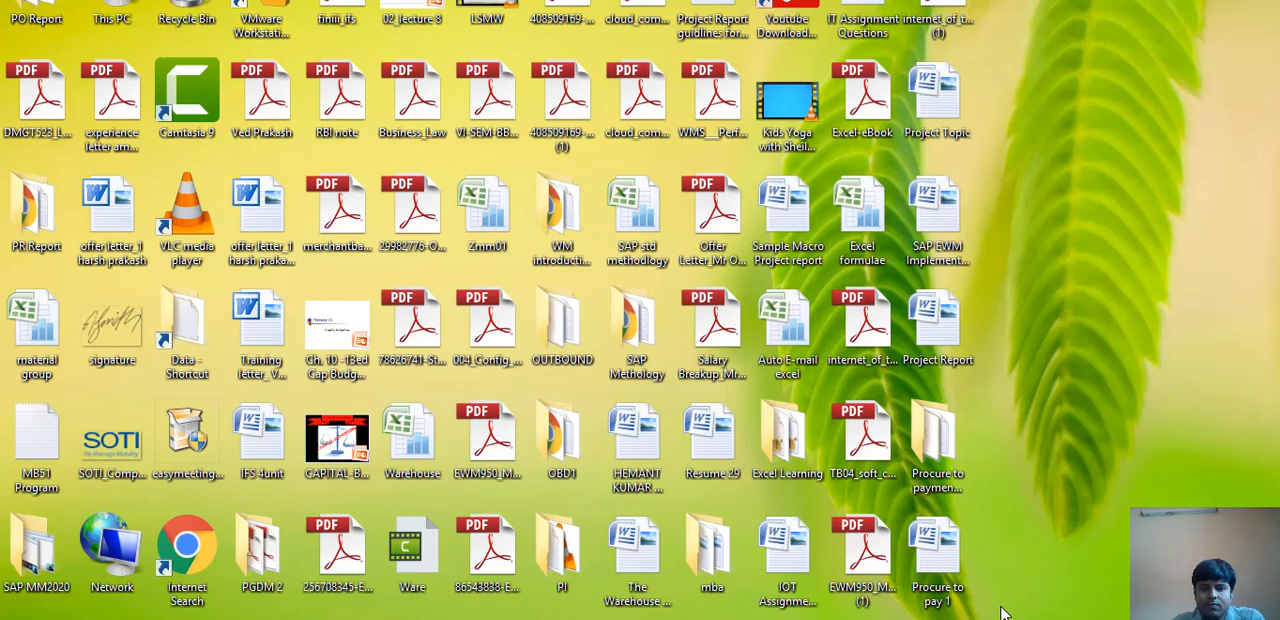 PO Report
This PC
Recycle Bin
VMware
Workstati...
finiii_ifs
02_lecture 8
LSMW
408509169-...
cloud_com...
Project Report
guidlines for...
Youtube
Download...
IT Assignment
Questions
internet_of_t...
(1)
PDF
DMGT523_L...
PDF
experience
letter am...
Camtasia 9
PDF
Ved Prakash
PDF
RBI note
PDF
Business_Law
PDF
VI-SEM-BB...
PDF
408509169-...
(1)
PDF
cloud_com...
PDF
WMS__Perf...
Kids Yoga
with Sheil...
PDF
Excel-eBook
Project Topic
PR Report
offer letter_1
harsh prakash
VLC media
player
offer letter_1
harsh praka...
PDF
merchantba...
PDF
29982776-O...
Zmm01
WM
introducti...
SAP std
methodlogy
PDF
Offer
Letter_Mr O...
Sample Macro
Project report
Excel
formulae
SAP EWM
Implement...
material
group
signature
Data -
Shortcut
Training
letter_V...
Ch. 10 -13ed
Cap Budg...
PDF
78626741-St...
PDF
004_Config_...
OUTBOUND
SAP
Methology
PDF
Salary
Breakup_Mr...
Auto E-mail
excel
PDF
internet_of_t...
Project Report
MB51
Program
SOTI
SOTI_Comp...
easymeeting...
IFS 4unit
CAPITAL-B...
Warehouse
PDF
EWM950_M...
OBD1
HEMANT
KUMAR ...
Resume 29
Excel Learning
PDF
TB04_soft_c...
Procure to
paymen...
SAP MM2020
Network
Internet
Search
PGDM 2
PDF
256708345-E...
Ware
PDF
86543838-E...
PI
The
Warehouse ...
mba
IOT
Assignme...
PDF
EWM950_M...
(1)
Procure to
pay 1